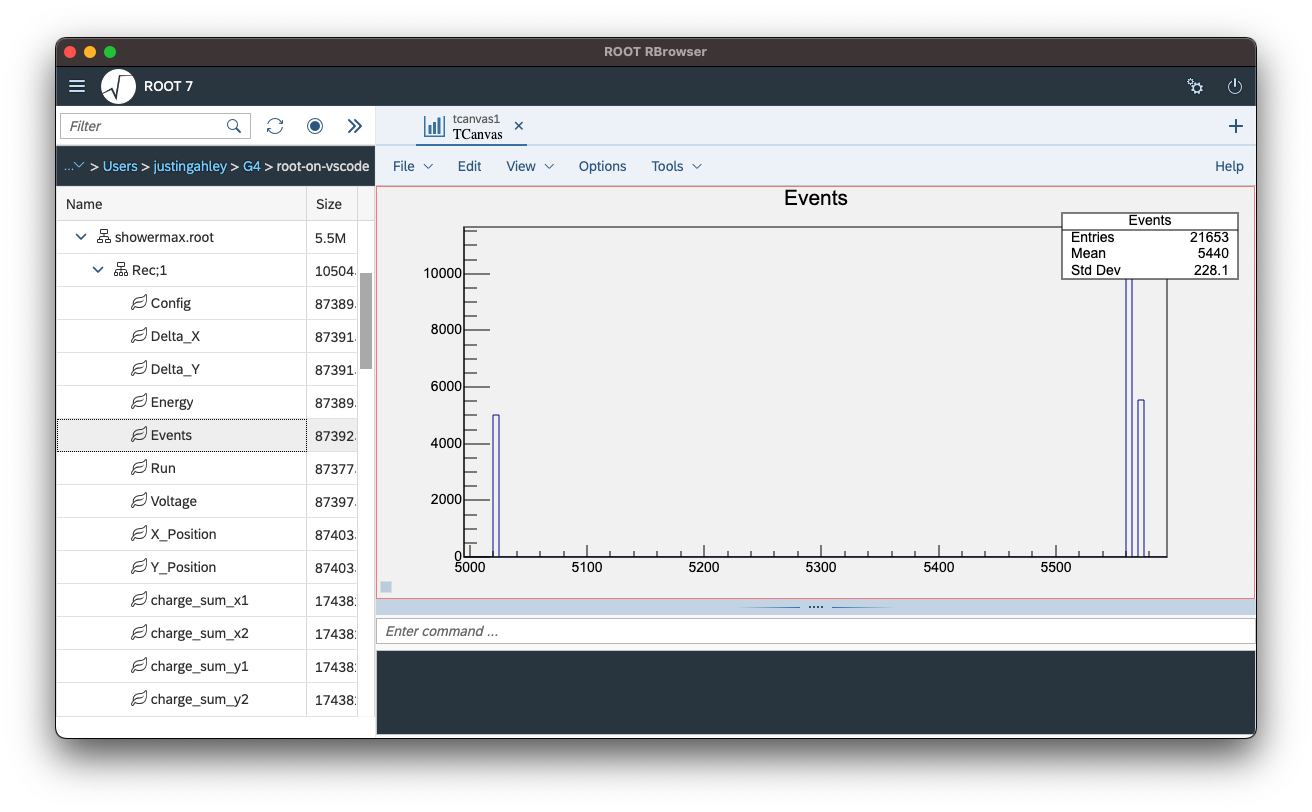 ROOT RBrowser
ROOT 7
Filter
... > Users > justingahley > G4 > root-on-vscode
Name Size
showermax.root 5.5M
Rec;1 10504.
Config 87389.
Delta_X 87391.
Delta_Y 87391.
Energy 87389.
Events 87392.
Run 87377.
Voltage 87397.
X_Position 87403.
Y_Position 87403.
charge_sum_x1 17438
charge_sum_x2 17438
charge_sum_y1 17438
charge_sum_y2 17438
tcanvas1
TCanvas
File Edit View Options Tools Help
Events
Events
Entries 21653
Mean 5440
Std Dev 228.1
10000
8000
6000
4000
2000
0
5000 5100 5200 5300 5400 5500
Enter command ...